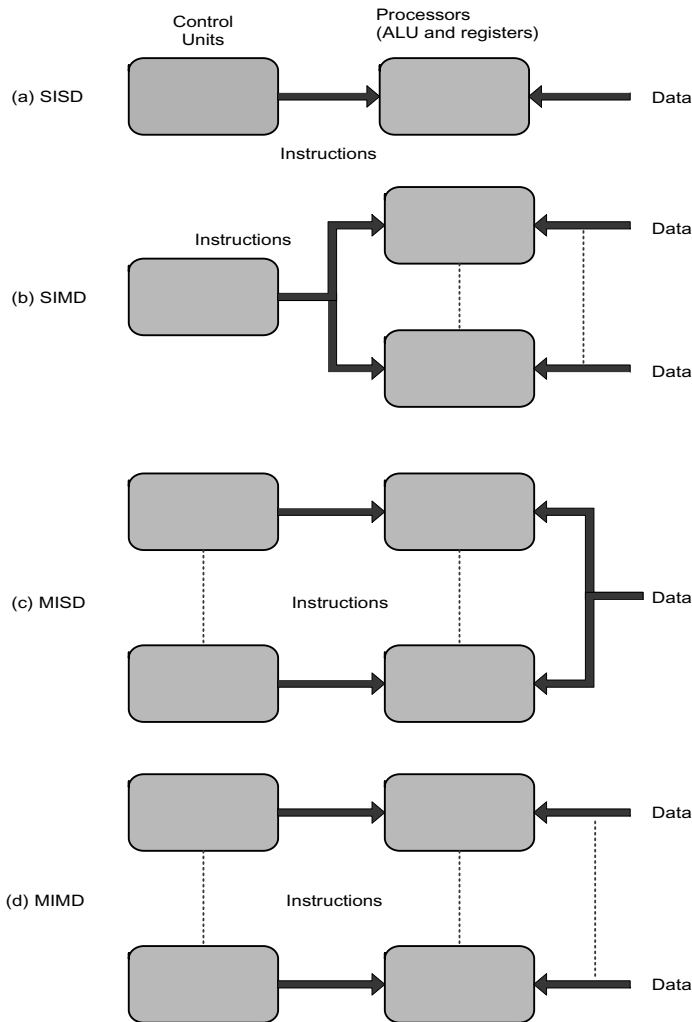 Control
Units
Processors
(ALU and registers)
(a) SISD
Data
Instructions
Instructions
Data
(b) SIMD
Data
(c) MISD
Instructions
Data
Data
(d) MIMD
Instructions
Data